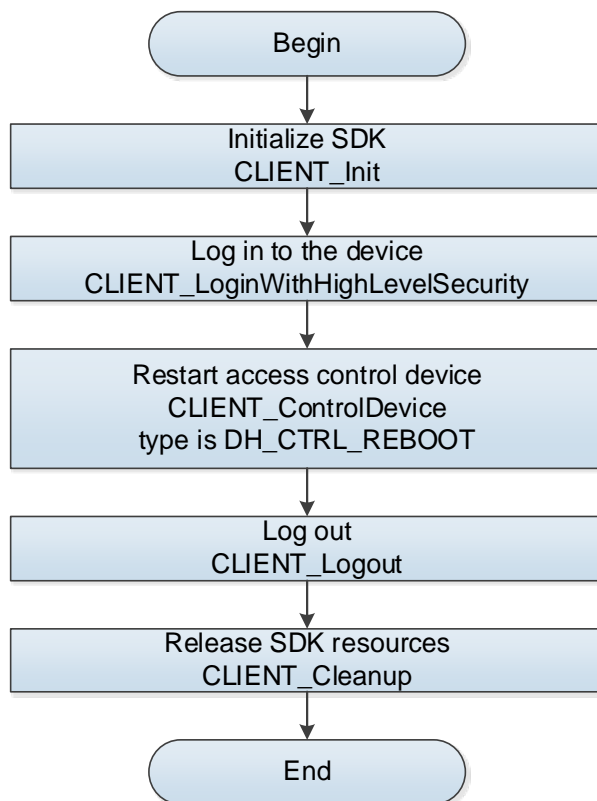 Begin
Initialize SDK
CLIENT_Init
Log in to the device
CLIENT_LoginWithHighLevelSecurity
Restart access control device
CLIENT_ControlDevice
type is DH_CTRL_REBOOT
Log out
CLIENT_Logout
Release SDK resources
CLIENT_Cleanup
End